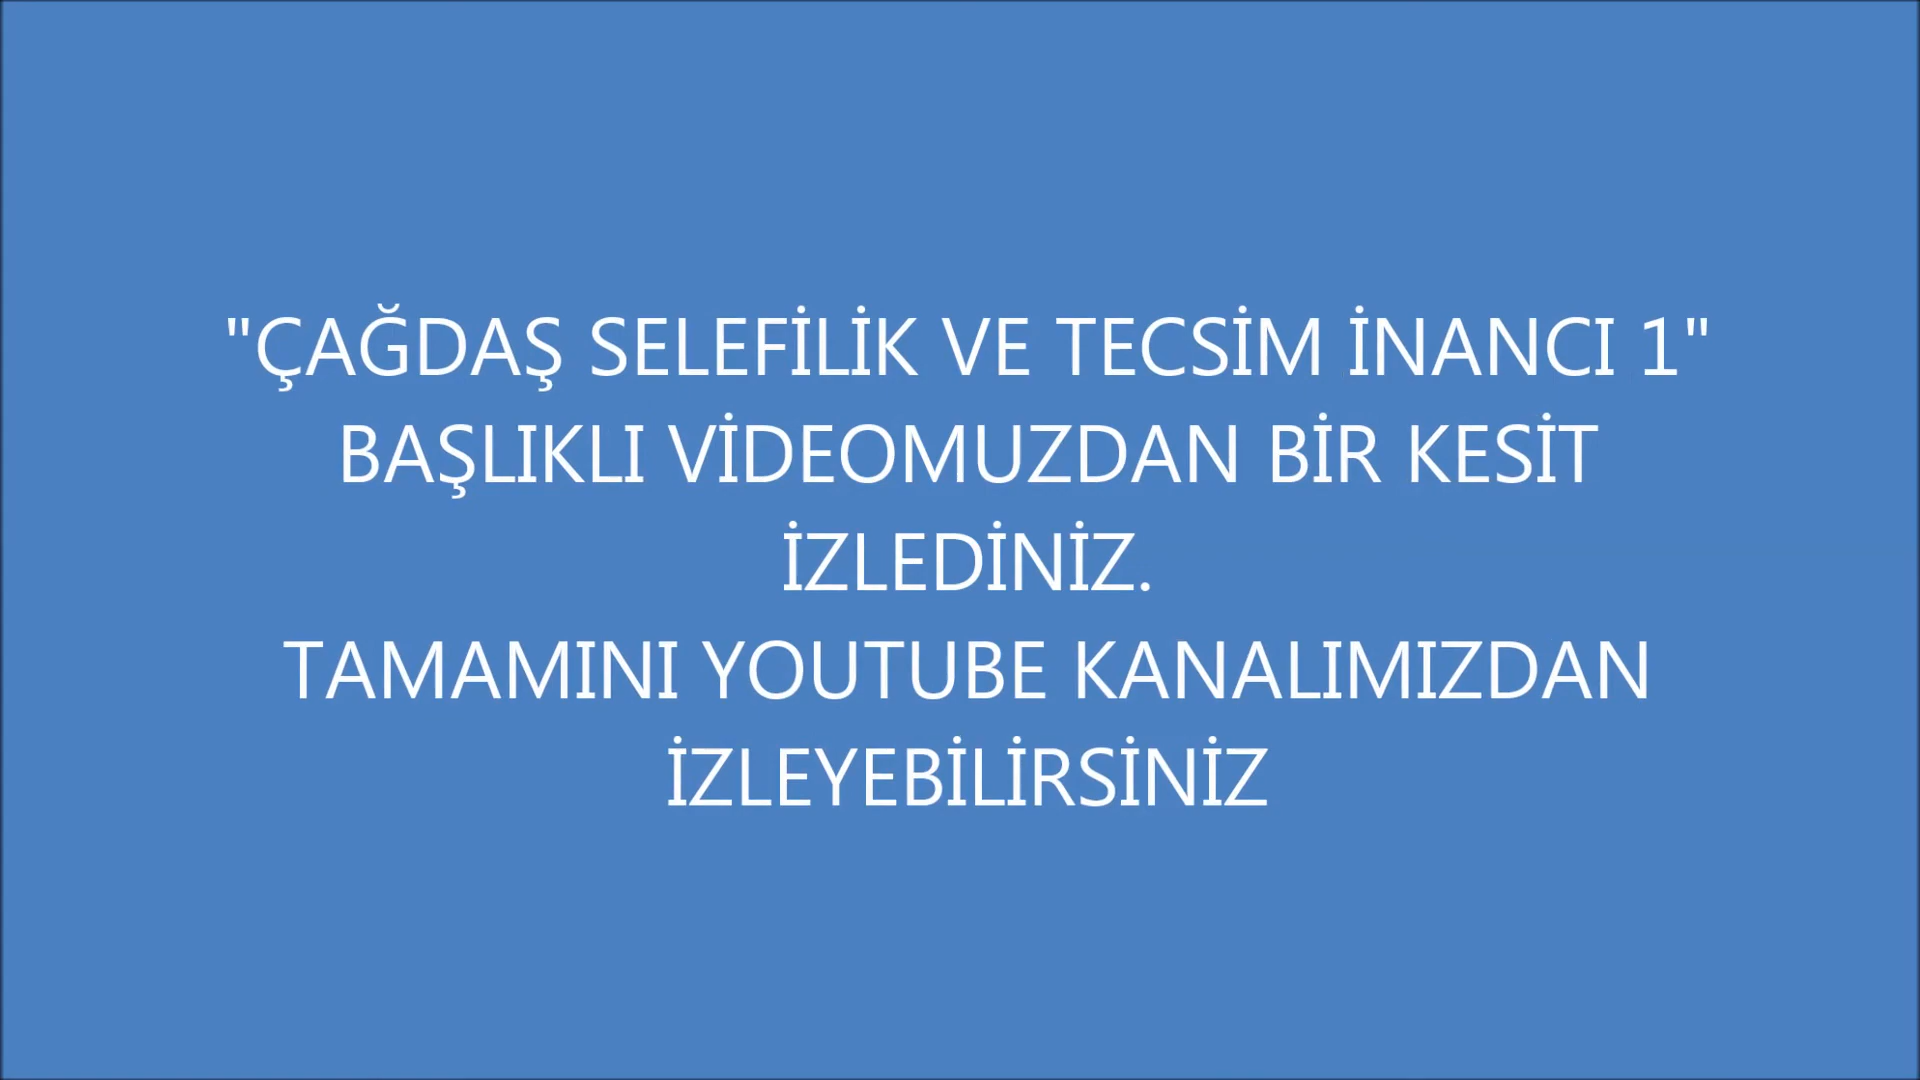 "ÇAĞDAŞ SELEFİLİK VE TECSİM İNANCI 1"
BAŞLIKLI VİDEOMUZDAN BİR KESİT
İZLEDİNİZ.
TAMAMINI YOUTUBE KANALIMIZDAN
İZLEYEBİLİRSİNİZ